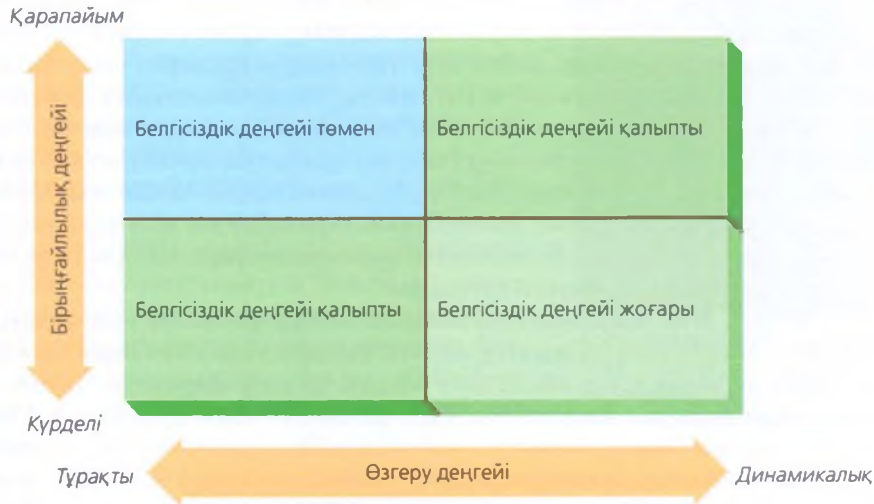 Қарапайым
Белгісіздік деңгейі төмен
Белгісіздік деңгейі қалыпты
Бірыңғайлылық деңгейі
Белгісіздік деңгейі қалыпты
Белгісіздік деңгейі жоғары
Күрделі
Тұрақты
Өзгеру деңгейі
Динамикалық